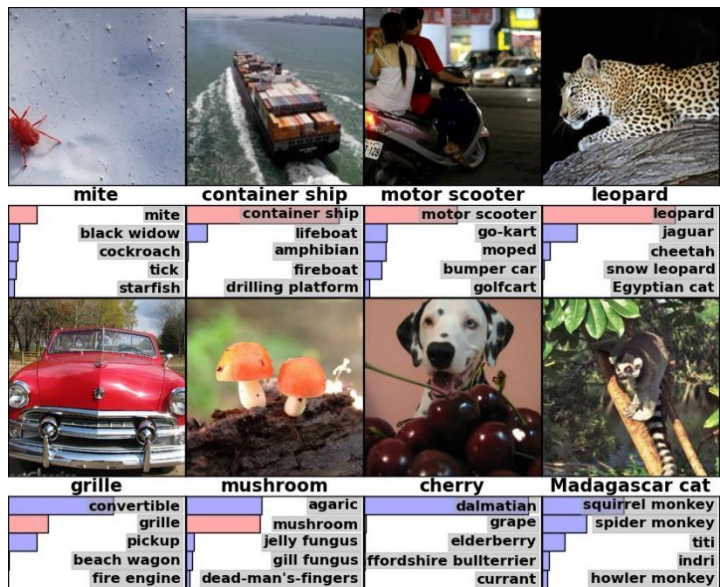 mite
container ship
motor scooter
leopard
mite
black widow
cockroach
tick
starfish
container ship
lifeboat
amphibian
fireboat
drilling platform
motor scooter
go-kart
moped
bumper car
golfcart
leopard
jaguar
cheetah
snow leopard
Egyptian cat
grille
mushroom
cherry
Madagascar cat
convertible
grille
pickup
beach wagon
fire engine
agaric
mushroom
jelly fungus
gill fungus
dead-man's-fingers
dalmatian
grape
elderberry
ffordshire bullterrier
currant
squirrel monkey
spider monkey
titi
indri
howler monkey